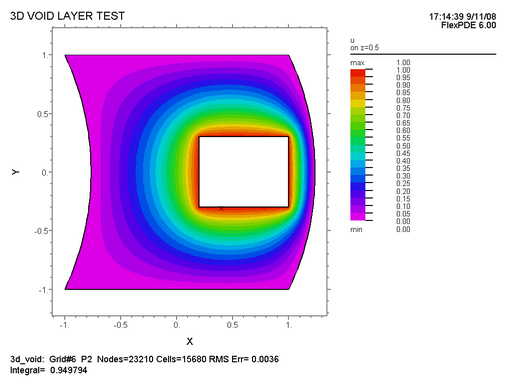 3D VOID LAYER TEST
17:14:39 9/11/08
FlexPDE 6.00
u
on z=0.5
max 1.00
1.00
0.95
0.90
0.85
0.80
0.75
0.70
0.65
0.60
0.55
0.50
0.45
0.40
0.35
0.30
0.25
0.20
0.15
0.10
0.05
0.00
min 0.00
1.
0.5
0.
-0.5
-1.
Y
-1. -0.5 0. 0.5 1.
X
3d_void: Grid#6 P2 Nodes=23210 Cells=15680 RMS Err= 0.0036
Integral= 0.949794